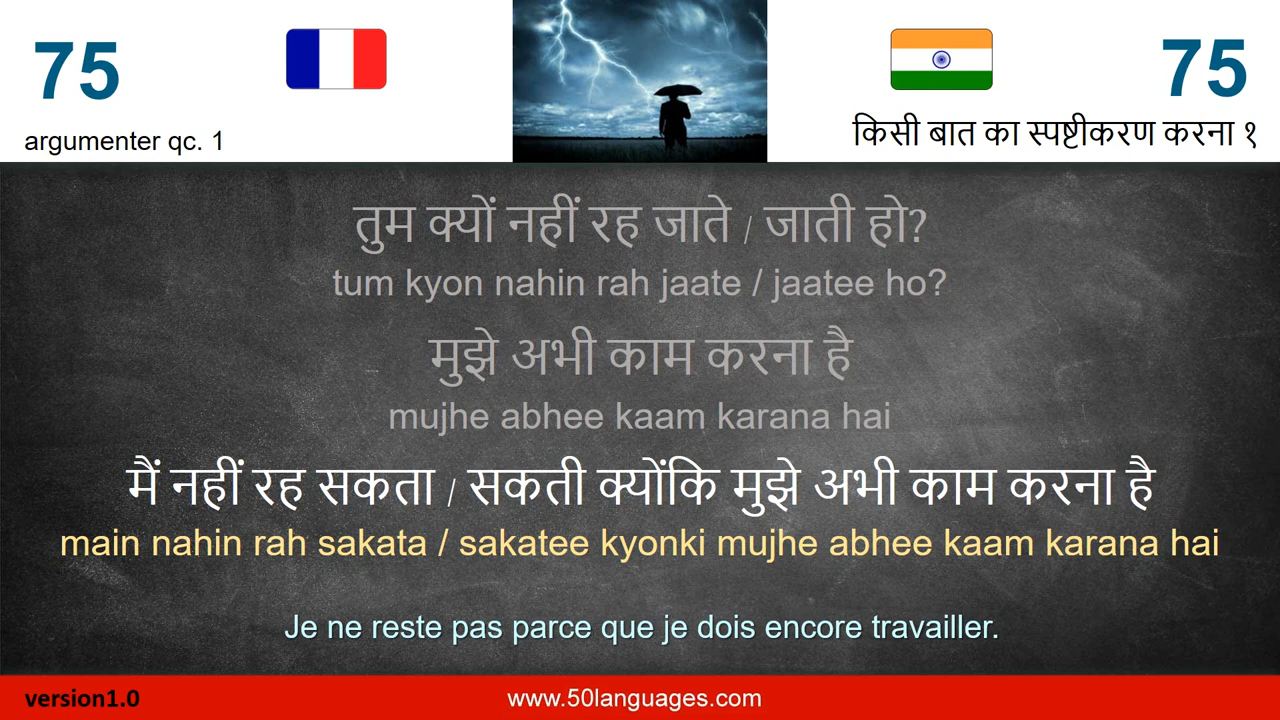 75
75
argumenter qc. 1
किसी बात का स्पष्टीकरण करना १
तुम क्यों नहीं रह जाते / जाती हो?
tum kyon nahin rah jaate / jaatee ho?
मुझे अभी काम करना है
mujhe abhee kaam karana hai
मैं नहीं रह सकता / सकती क्योंकि मुझे अभी काम करना है
main nahin rah sakata / sakatee kyonki mujhe abhee kaam karana hai
Je ne reste pas parce que je dois encore travailler.
version1.0
www.50languages.com